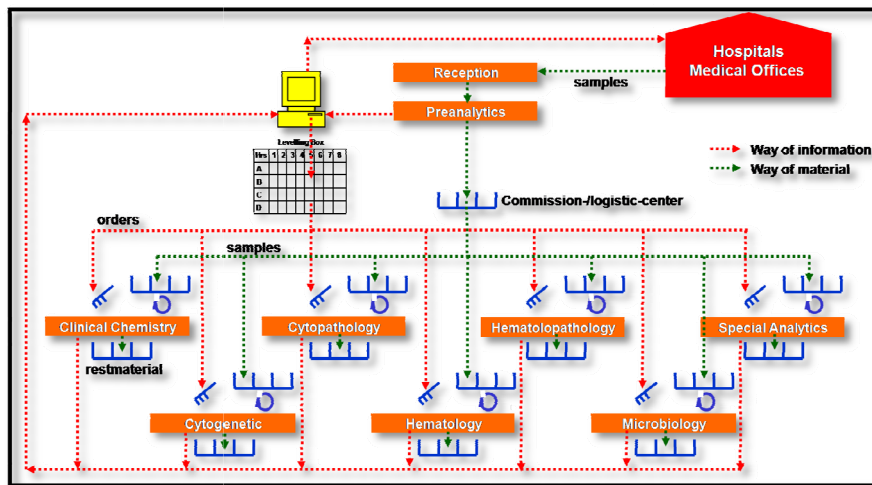 Hospitals
Medical Offices
Reception
samples
Preanalytics
Levelling Box
Hrs 1 2 3 4 5 6 7 8
A
B
C
D
Way of information
Way of material
Commission-/logistic-center
orders
samples
Clinical Chemistry
Cytopathology
Hematolopathology
Special Analytics
restmaterial
Cytogenetic
Hematology
Microbiology